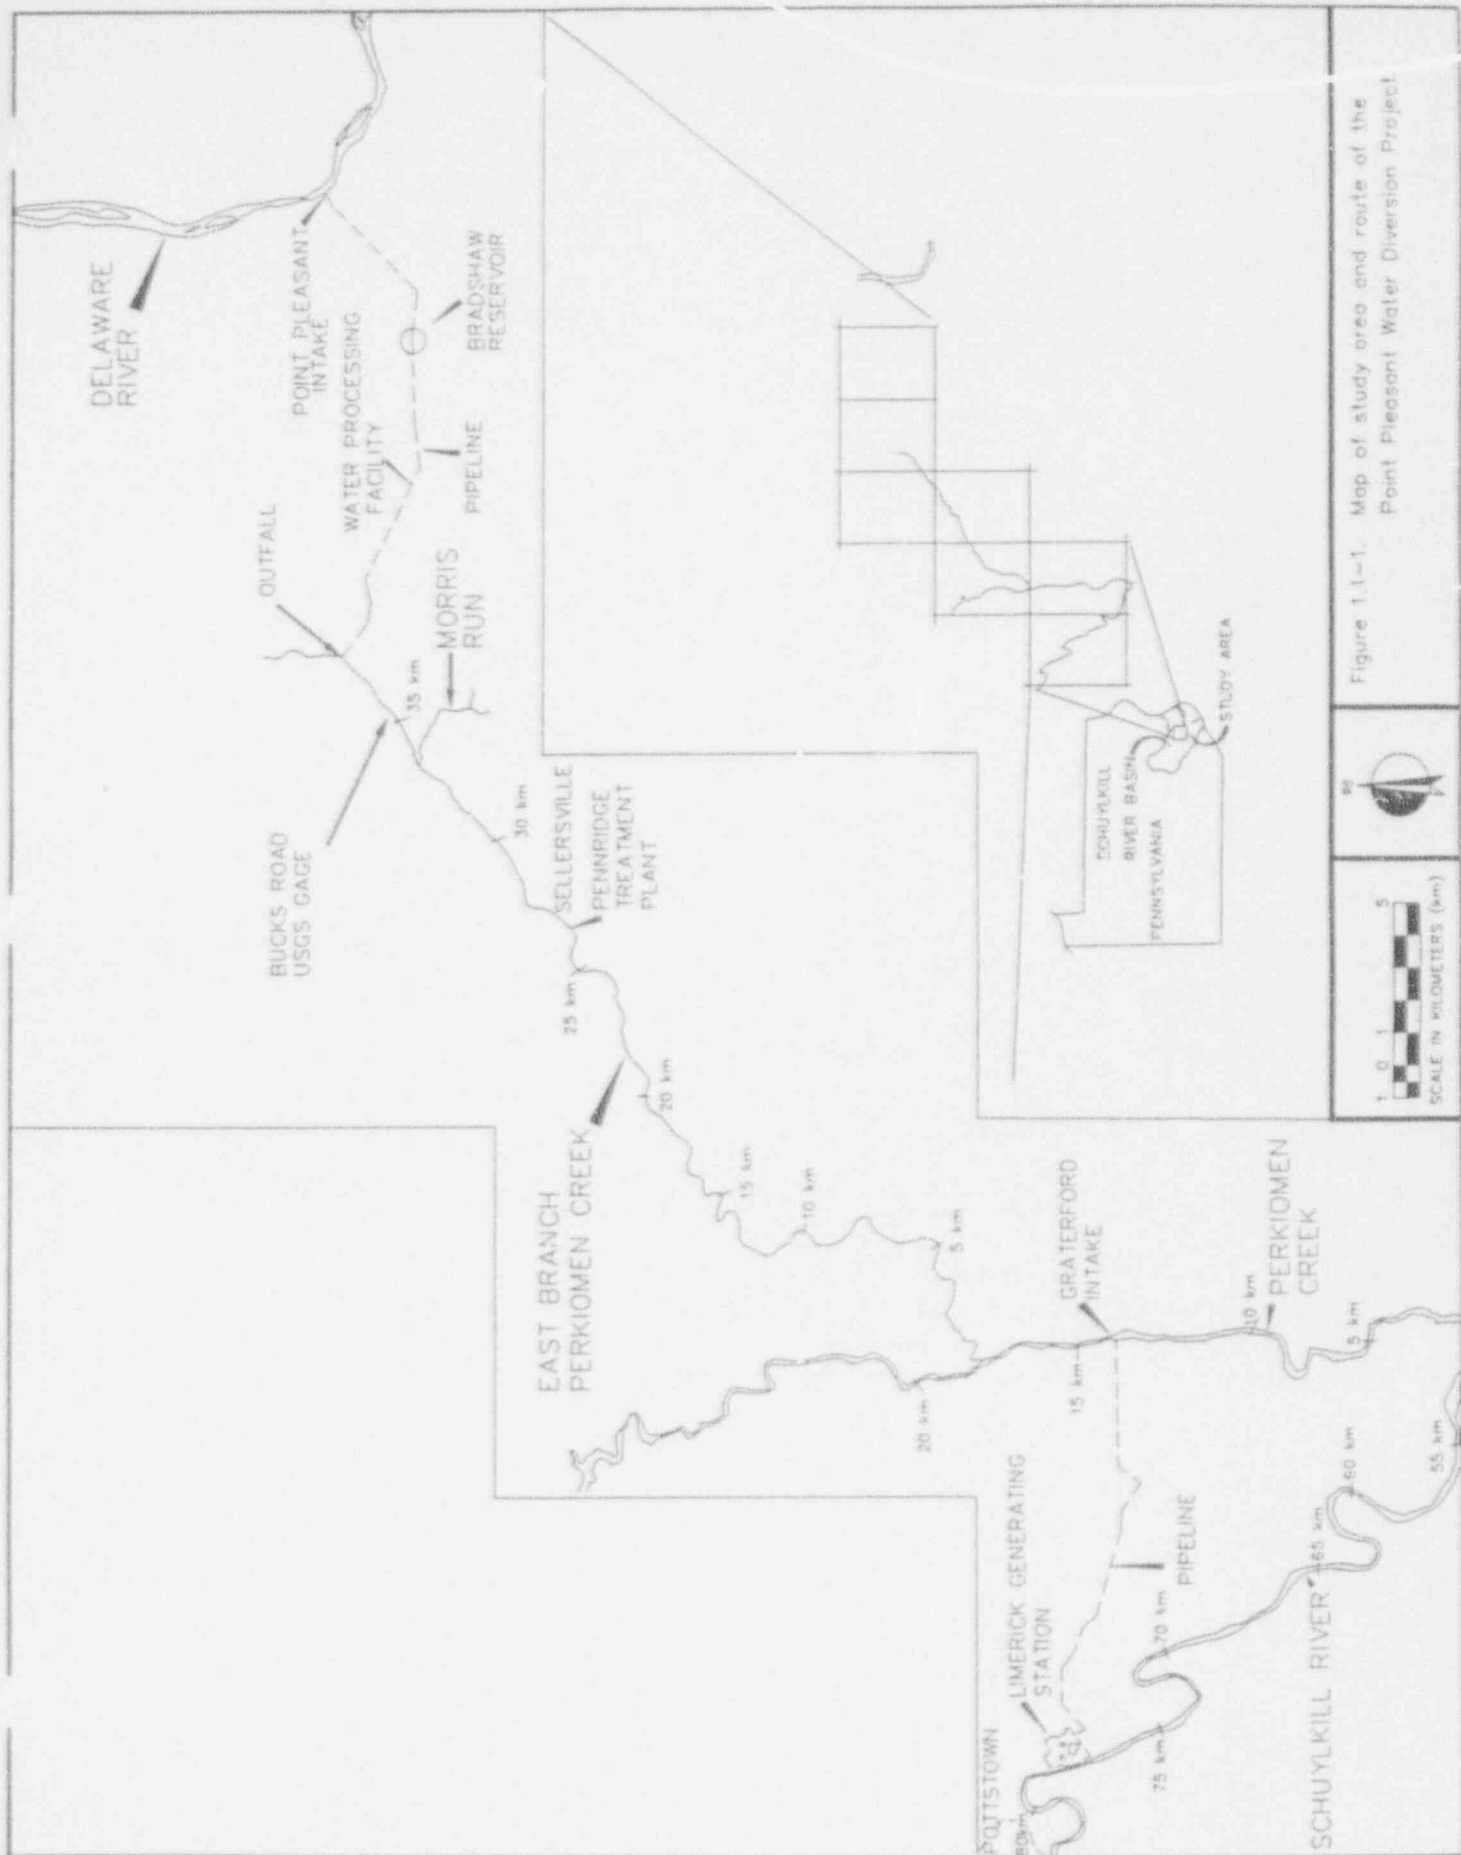 DELAWARE
RIVER
POINT PLEASANT
INTAKE
WATER PROCESSING
FACILITY
BRADSHAW
RESERVOIR
PIPELINE
OUTFALL
MORRIS
RUN
35 km
BUCKS ROAD
USGS GAGE
30 km
SELLERSVILLE
PENNRIDGE
TREATMENT
PLANT
25 km
20 km
EAST BRANCH
PERKIOMEN CREEK
15 km
10 km
5 km
GRATERFORD
INTAKE
PERKIOMEN
CREEK
20 km
15 km
10 km
5 km
POTTSTOWN
LIMERICK GENERATING
STATION
PIPELINE
80km
75 km
70 km
65 km
60 km
55 km
SCHUYLKILL RIVER
SCHUYLKILL
RIVER BASIN
PENNSYLVANIA
STUDY AREA
1 0 1 5
SCALE IN KILOMETERS (km)
Figure 1.1-1. Map of study area and route of the
Point Pleasant Water Diversion Project